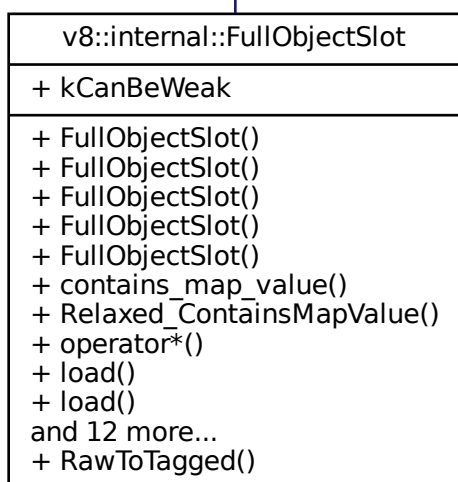 v8::internal::FullObjectSlot
+ kCanBeWeak
+ FullObjectSlot()
+ FullObjectSlot()
+ FullObjectSlot()
+ FullObjectSlot()
+ FullObjectSlot()
+ contains_map_value()
+ Relaxed_ContainsMapValue()
+ operator*()
+ load()
+ load()
and 12 more...
+ RawToTagged()